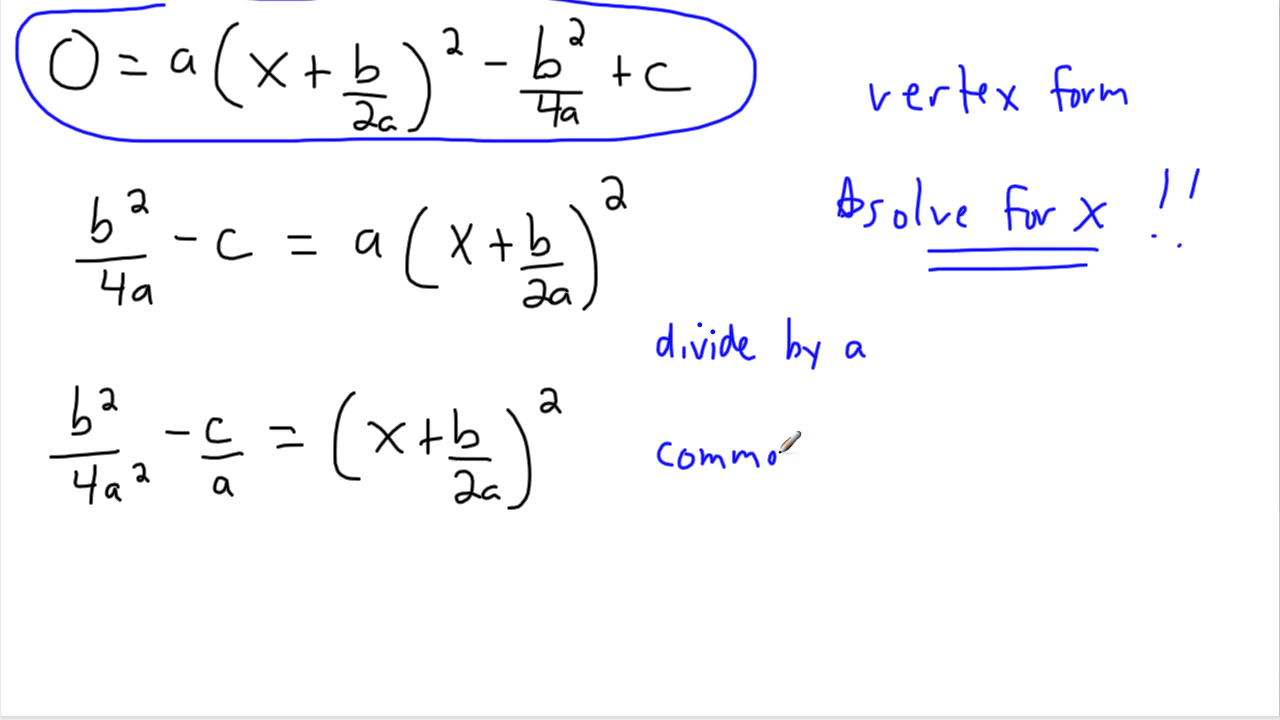 0 = a(x + b/2a)² - b²/4a + c
vertex form
solve for x !!
b²/4a - c = a(x + b/2a)²
divide by a
b²/4a² - c/a = (x + b/2a)²
commo